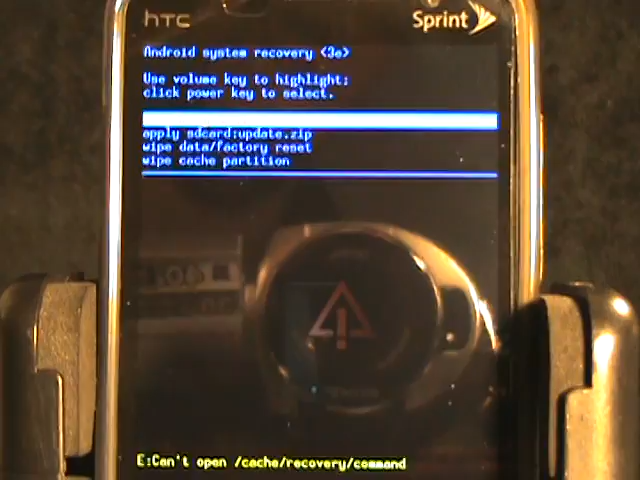 hTC
Sprint
Android system recovery <3e>
Use volume key to highlight;
click power key to select.
apply sdcard:update.zip
wipe data/factory reset
wipe cache partition
E:Can't open /cache/recovery/command